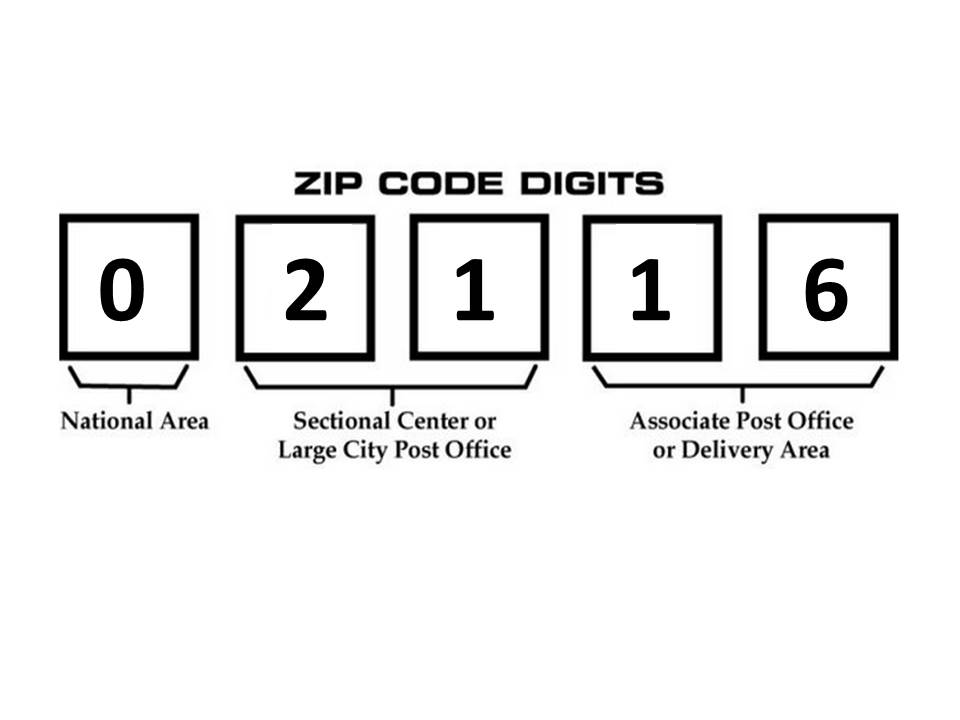 ZIP CODE DIGITS
0 2 1 1 6
National Area
Sectional Center or
Large City Post Office
Associate Post Office
or Delivery Area